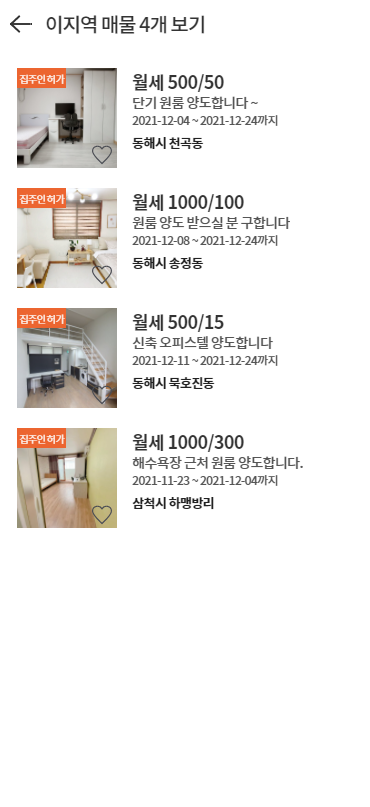 이지역 매물 4개 보기
집주인 허가
월세 500/50
단기 원룸 양도합니다 ~
2021-12-04 ~ 2021-12-24까지
동해시 천곡동
집주인 허가
월세 1000/100
원룸 양도 받으실 분 구합니다
2021-12-08 ~ 2021-12-24까지
동해시 송정동
집주인 허가
월세 500/15
신축 오피스텔 양도합니다
2021-12-11 ~ 2021-12-24까지
동해시 묵호진동
집주인 허가
월세 1000/300
해수욕장 근처 원룸 양도합니다.
2021-11-23 ~ 2021-12-04까지
삼척시 하맹방리